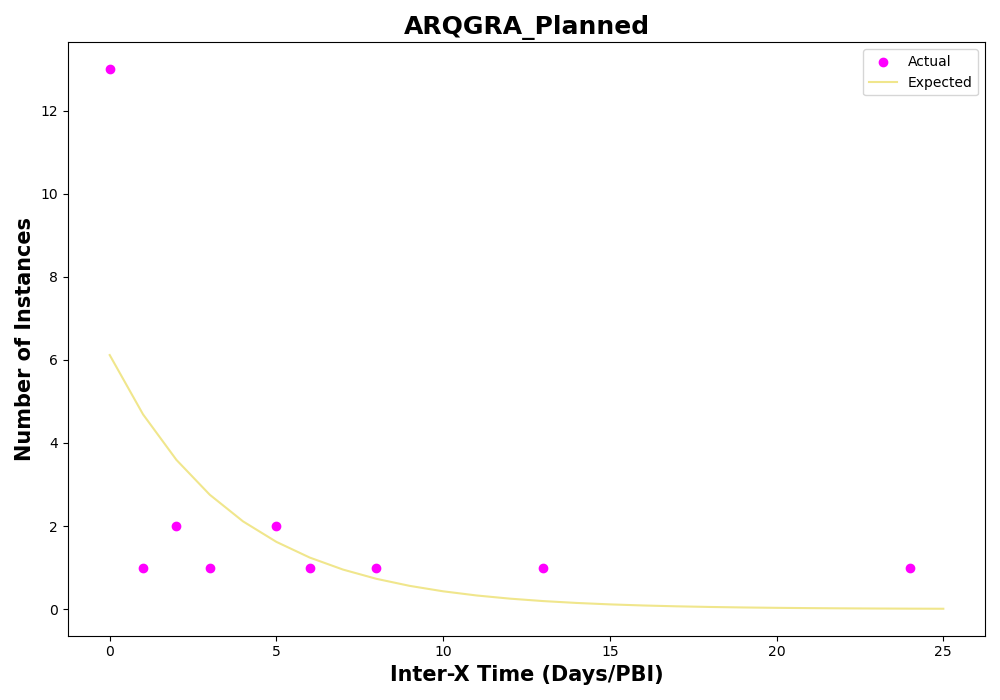 ARQGRA_Planned
Actual
Expected
12
10
8
6
4
2
0
Number of Instances
0 5 10 15 20 25
Inter-X Time (Days/PBI)